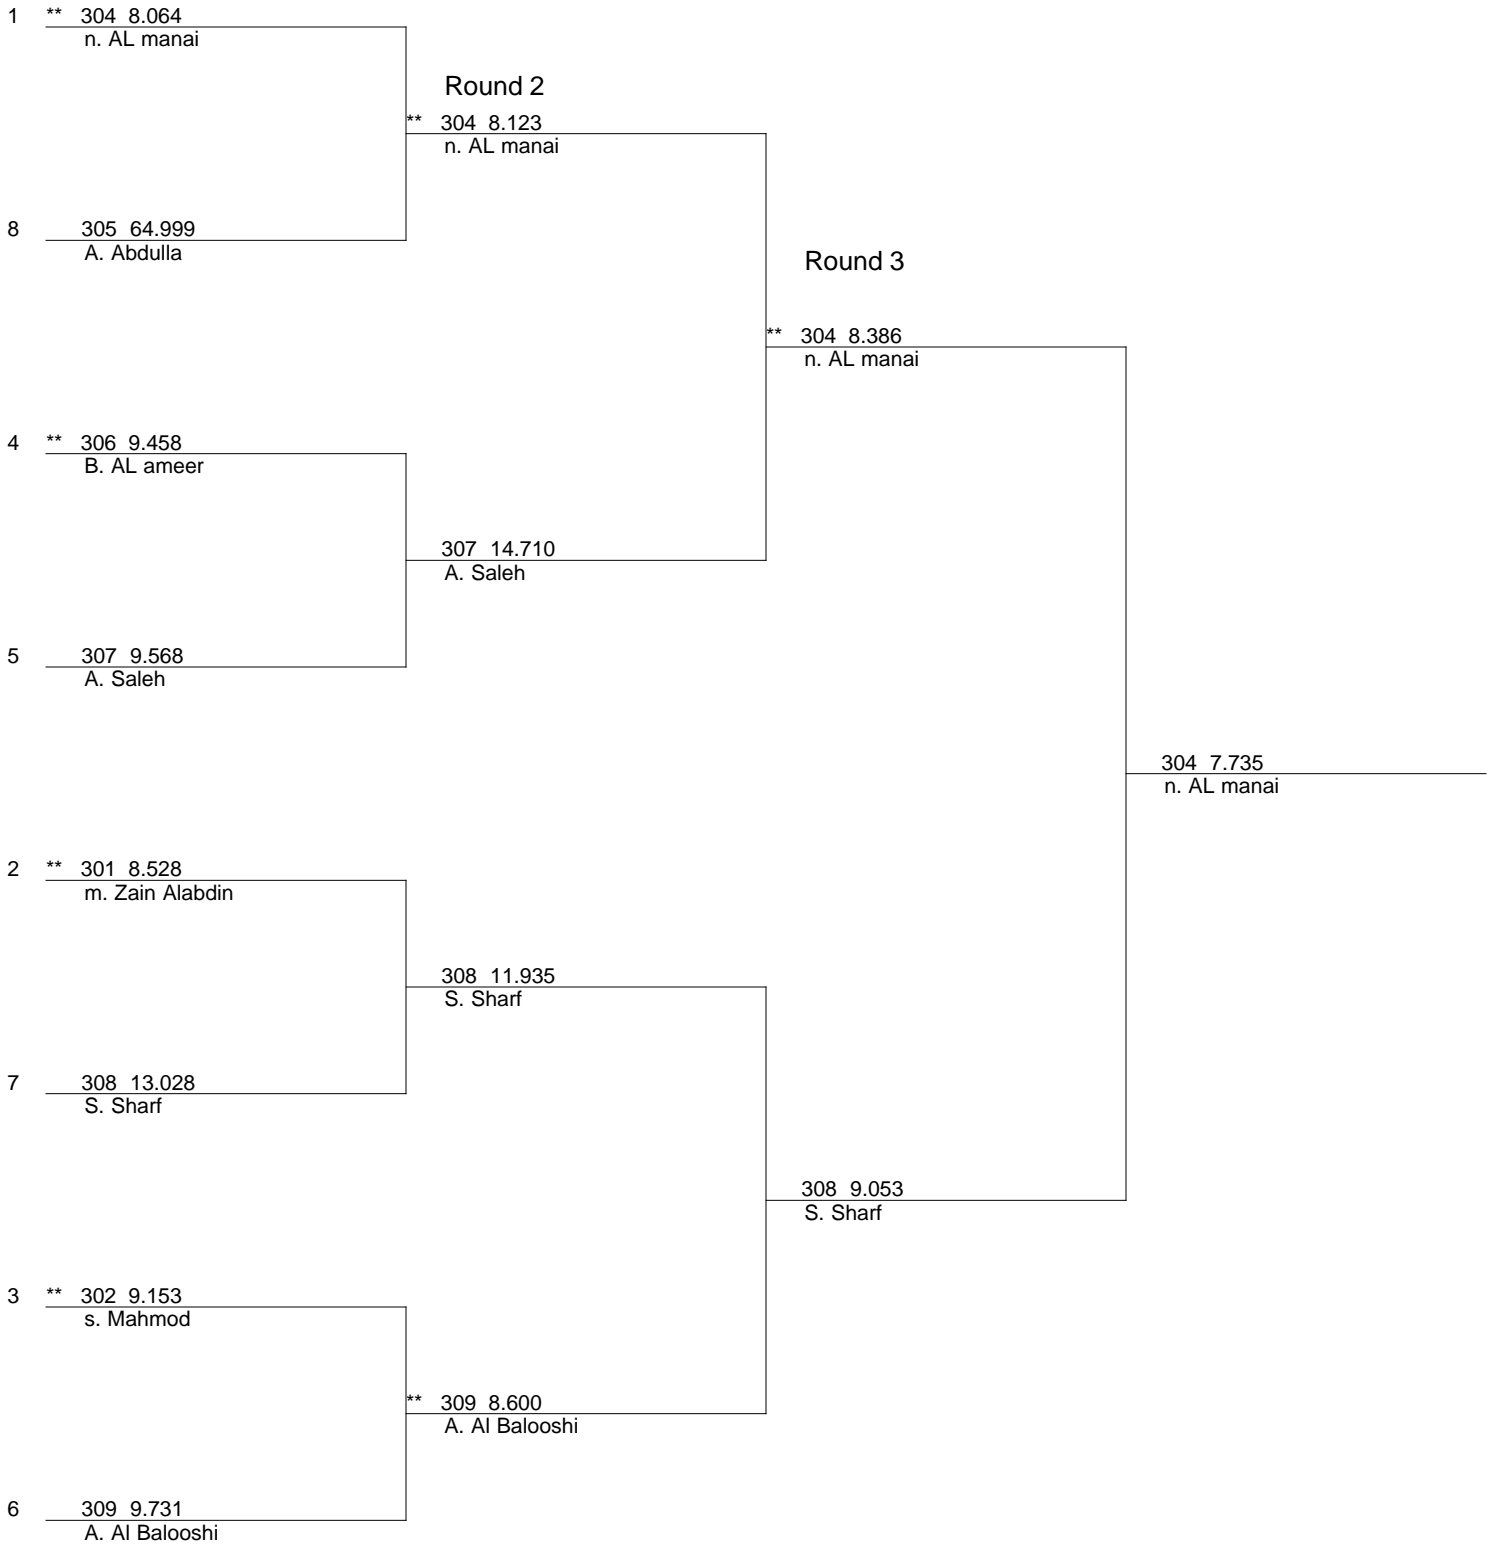 1 ** 304 8.064
n. AL manai
Round 2
** 304 8.123
n. AL manai
8 305 64.999
A. Abdulla
Round 3
** 304 8.386
n. AL manai
4 ** 306 9.458
B. AL ameer
307 14.710
A. Saleh
5 307 9.568
A. Saleh
304 7.735
n. AL manai
2 ** 301 8.528
m. Zain Alabdin
308 11.935
S. Sharf
7 308 13.028
S. Sharf
308 9.053
S. Sharf
3 ** 302 9.153
s. Mahmod
** 309 8.600
A. Al Balooshi
6 309 9.731
A. Al Balooshi